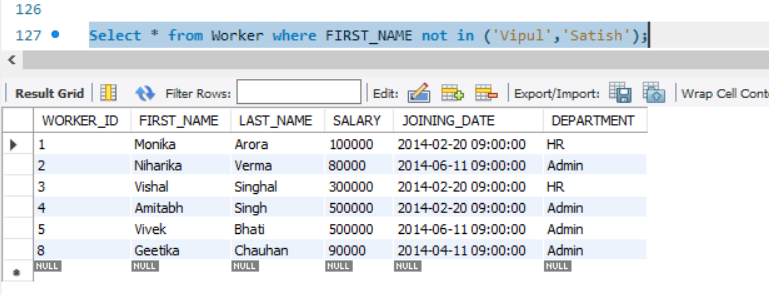 126
127 Select * from Worker where FIRST_NAME not in ('Vipul','Satish');
Result Grid Filter Rows: Edit: Export/Import: Wrap Cell Conte
WORKER_ID FIRST_NAME LAST_NAME SALARY JOINING_DATE DEPARTMENT
1 Monika Arora 100000 2014-02-20 09:00:00 HR
2 Niharika Verma 80000 2014-06-11 09:00:00 Admin
3 Vishal Singhal 300000 2014-02-20 09:00:00 HR
4 Amitabh Singh 500000 2014-02-20 09:00:00 Admin
5 Vivek Bhati 500000 2014-06-11 09:00:00 Admin
8 Geetika Chauhan 90000 2014-04-11 09:00:00 Admin
NULL NULL NULL NULL NULL NULL